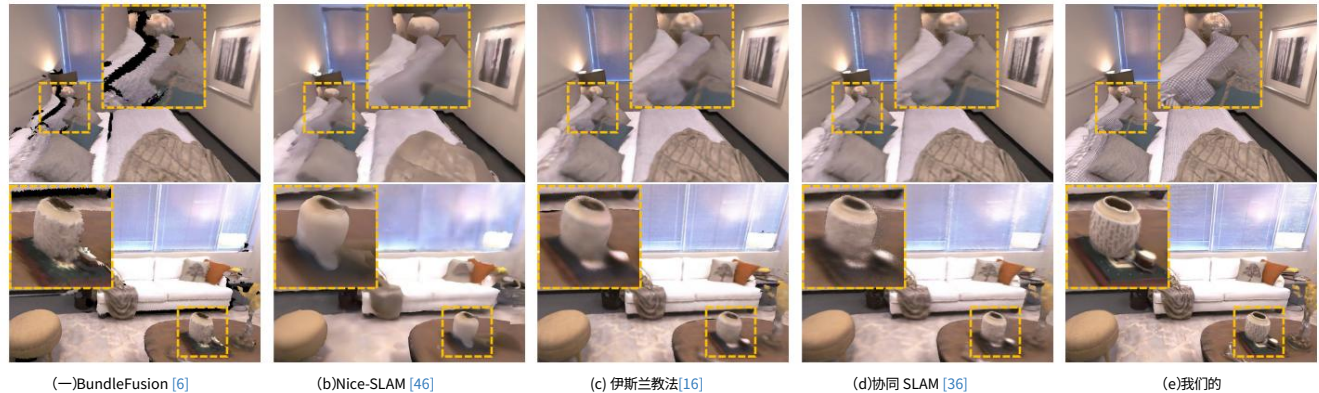 （一）BundleFusion [6]
（b）Nice-SLAM [46]
(c) 伊斯兰教法[16]
（d）协同 SLAM [36]
（e）我们的